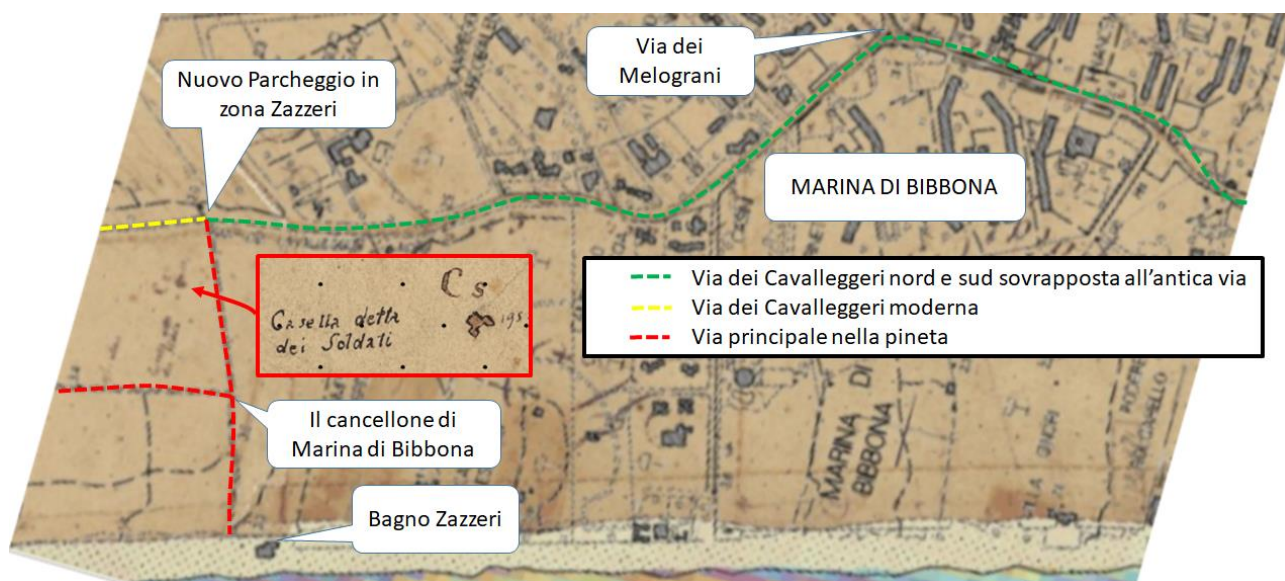 Via dei
Melograni
Nuovo Parcheggio in
zona Zazzeri
MARINA DI BIBBONA
Via dei Cavalleggeri nord e sud sovrapposta all'antica via
Via dei Cavalleggeri moderna
Via principale nella pineta
Cs
Casella detta
dei Soldati
Il cancellone di
Marina di Bibbona
MARINA DI
BIBBONA
Bagno Zazzeri